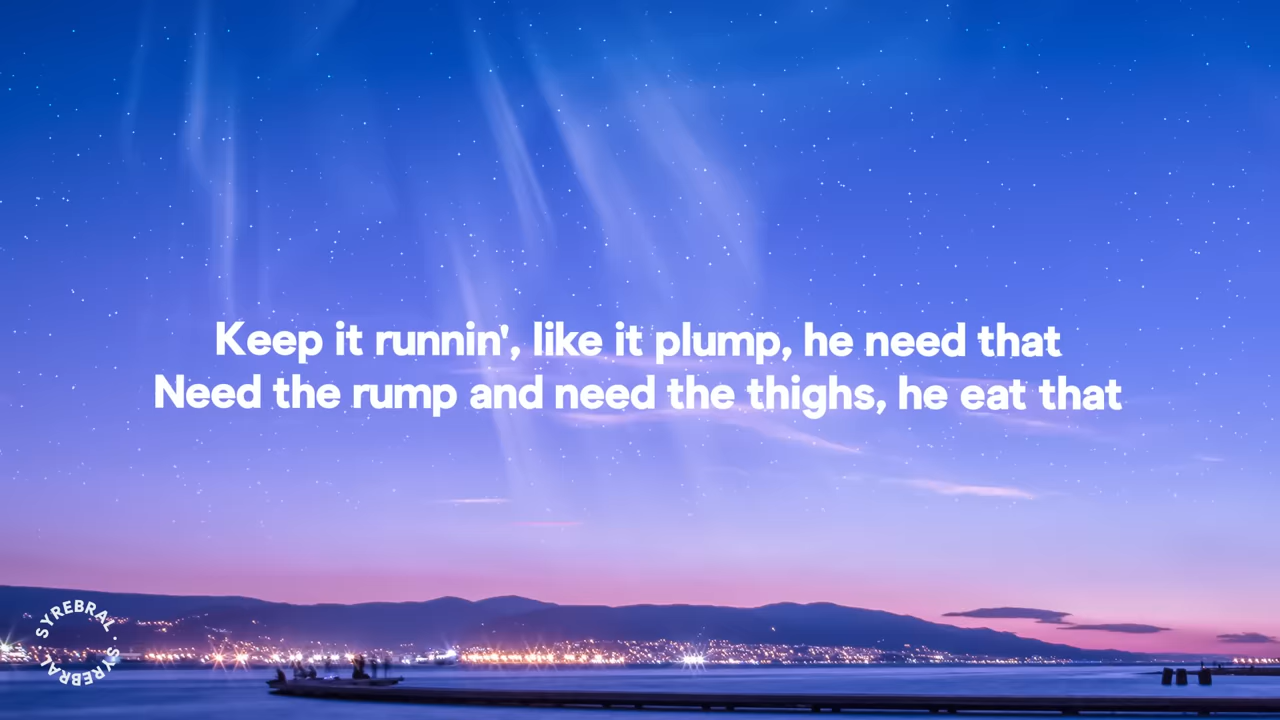 Keep it runnin', like it plump, he need that
Need the rump and need the thighs, he eat that
SYREBRAL · SYREBRAL